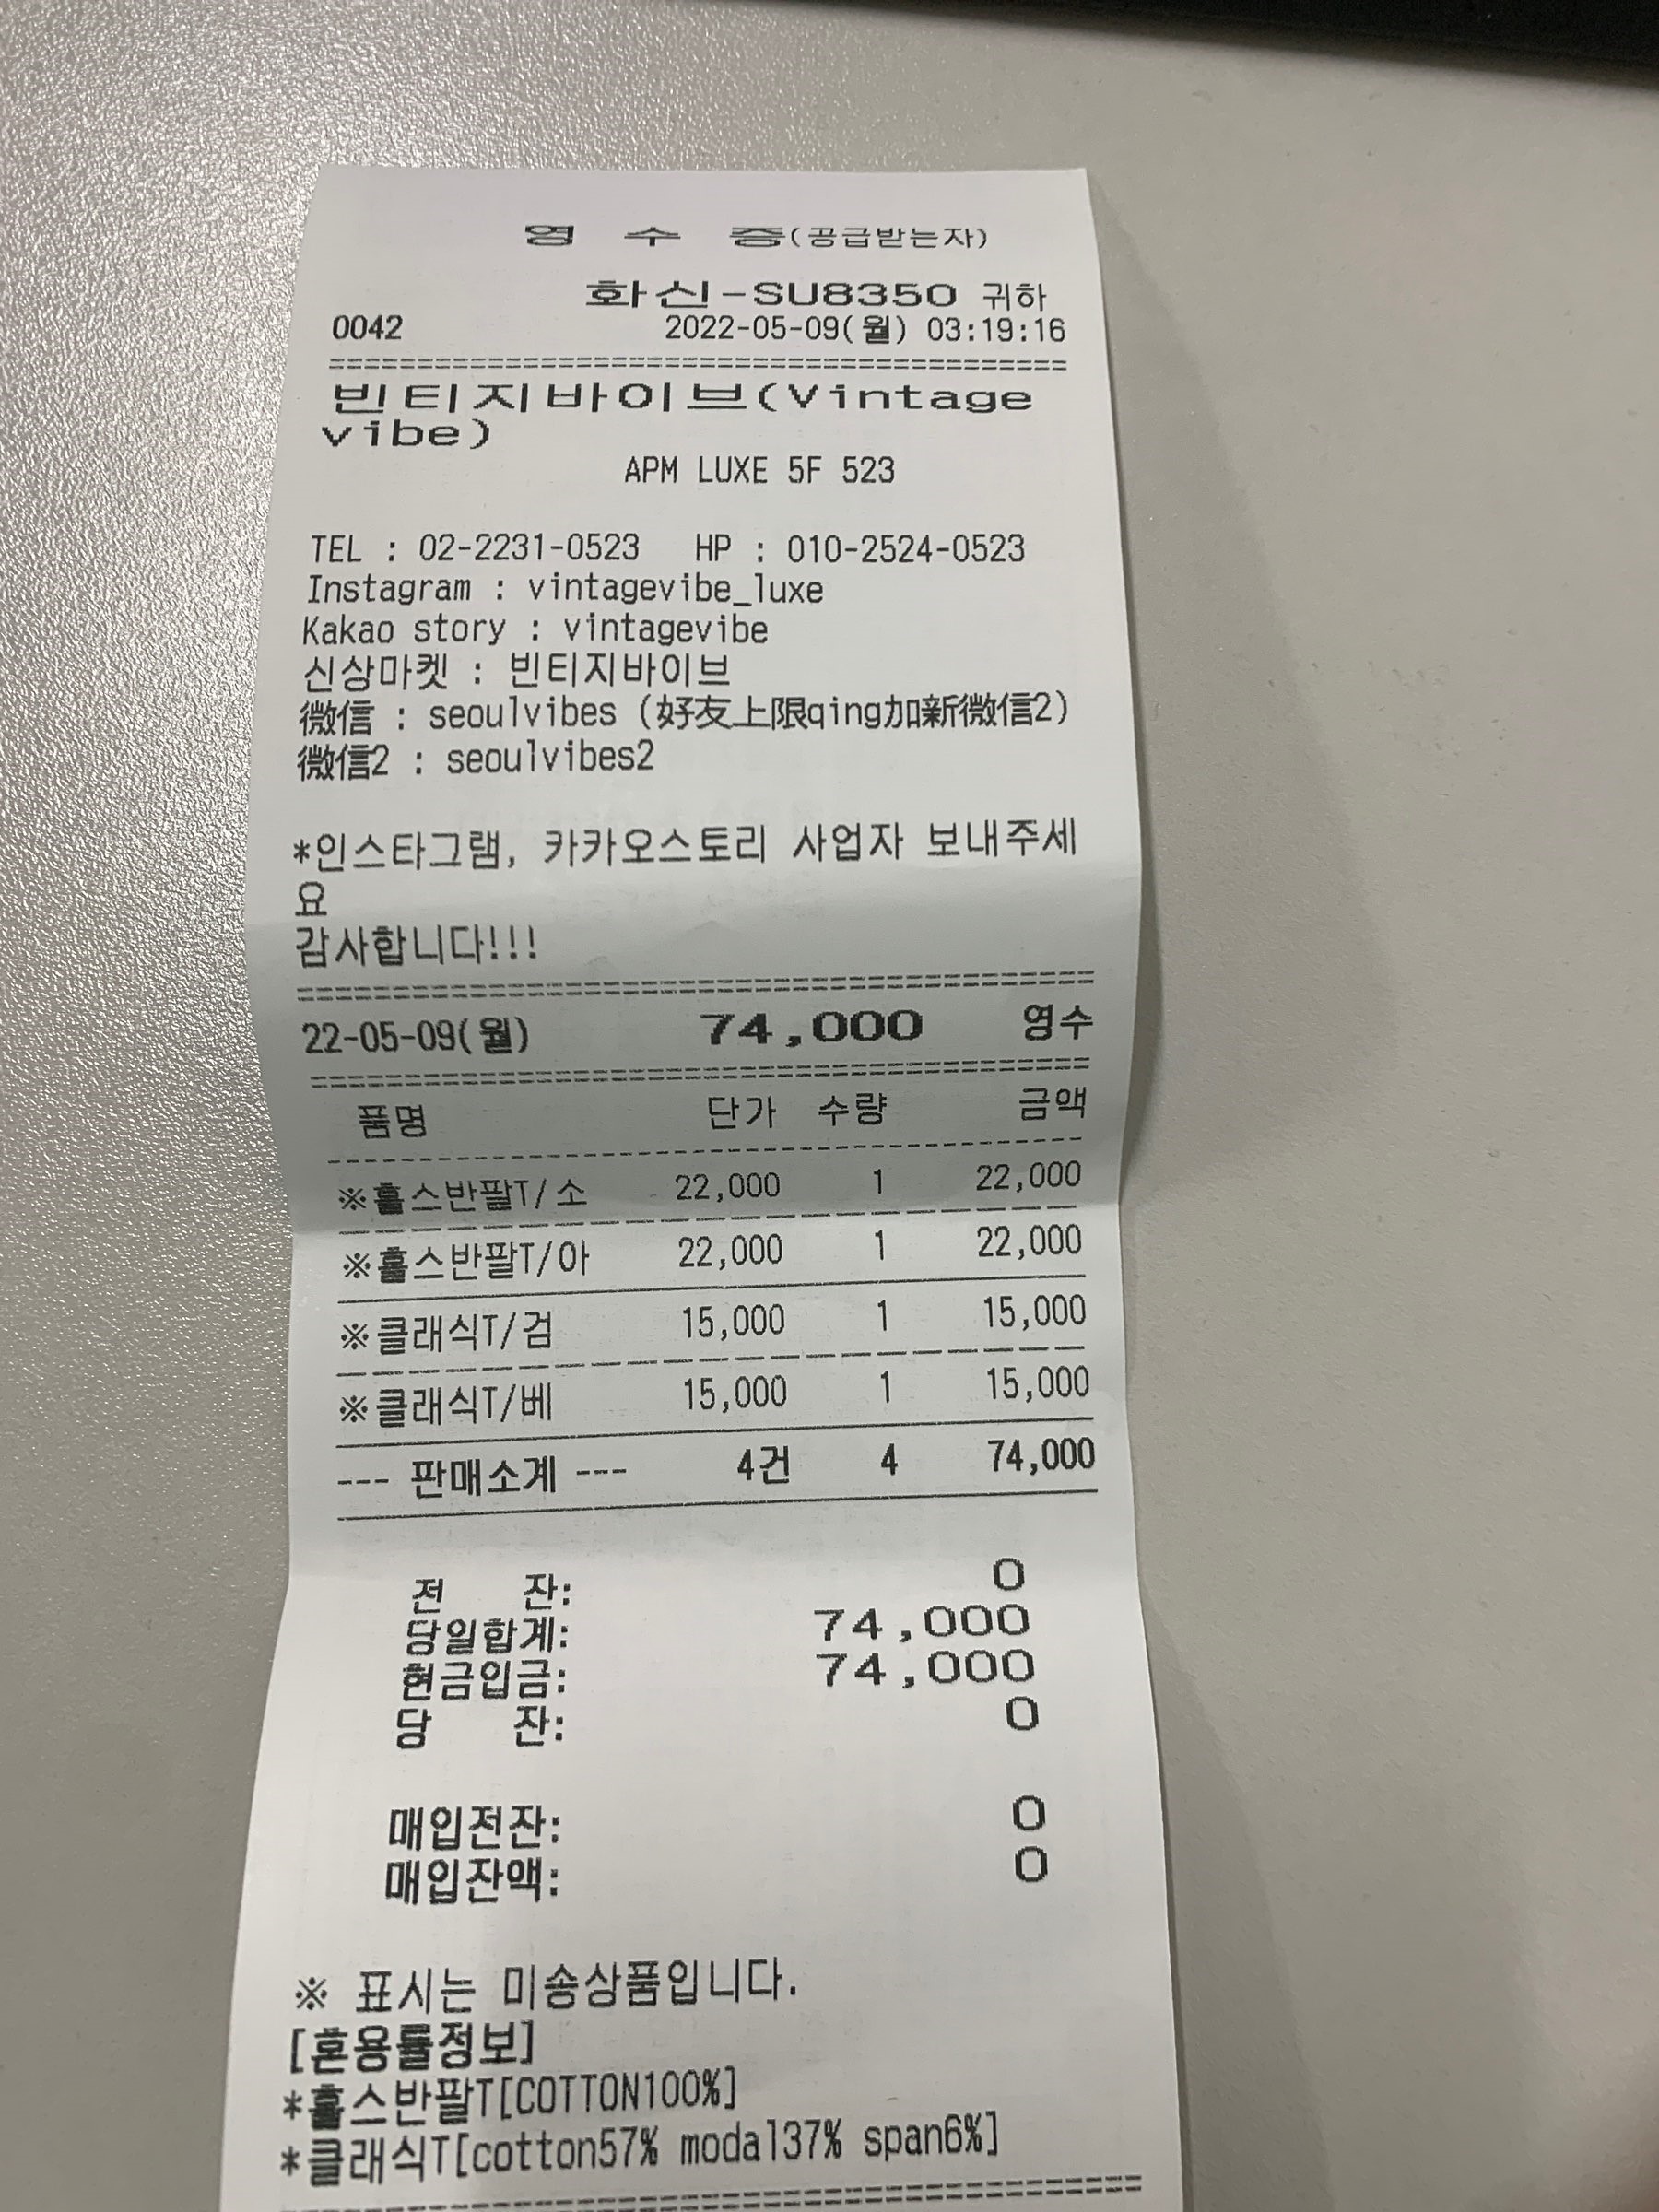 영 수 증(공급받는자)
화신-SU8350 귀하
0042 2022-05-09(월) 03:19:16
빈티지바이브(Vintage
vibe)
APM LUXE 5F 523
TEL : 02-2231-0523 HP : 010-2524-0523
Instagram : vintagevibe_luxe
Kakao story : vintagevibe
신상마켓 : 빈티지바이브
微信 : seoulvibes (好友上限qing加新微信2)
微信2 : seoulvibes2
*인스타그램, 카카오스토리 사업자 보내주세
요
감사합니다!!!
22-05-09(월) 74,000 영수
품명 단가 수량 금액
※홀스반팔T/소 22,000 1 22,000
※홀스반팔T/아 22,000 1 22,000
※클래식T/검 15,000 1 15,000
※클래식T/베 15,000 1 15,000
--- 판매소계 --- 4건 4 74,000
전 잔: 0
당일합계: 74,000
현금입금: 74,000
당 잔: 0
매입전잔: 0
매입잔액: 0
※ 표시는 미송상품입니다.
[혼용률정보]
*홀스반팔T[COTTON100%]
*클래식T[cotton57% modal37% span6%]